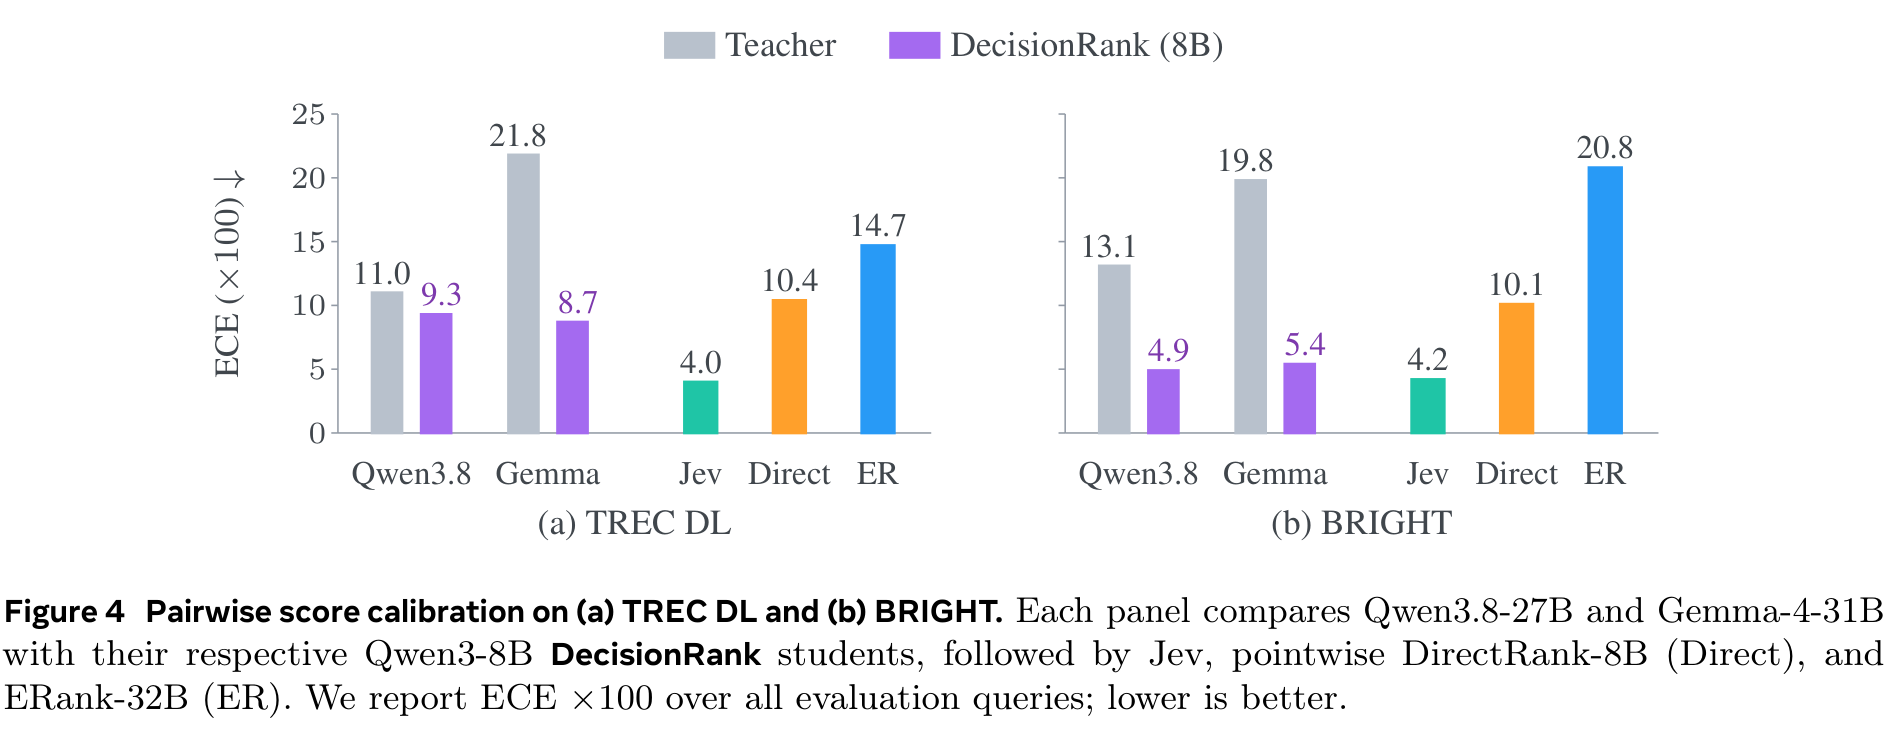 Teacher DecisionRank (8B)
ECE (×100) ↓
25
20
15
10
5
0
11.0
9.3
21.8
8.7
4.0
10.4
14.7
Qwen3.8 Gemma Jev Direct ER
(a) TREC DL
13.1
4.9
19.8
5.4
4.2
10.1
20.8
Qwen3.8 Gemma Jev Direct ER
(b) BRIGHT
Figure 4 Pairwise score calibration on (a) TREC DL and (b) BRIGHT. Each panel compares Qwen3.8-27B and Gemma-4-31B
with their respective Qwen3-8B DecisionRank students, followed by Jev, pointwise DirectRank-8B (Direct), and
ERank-32B (ER). We report ECE ×100 over all evaluation queries; lower is better.